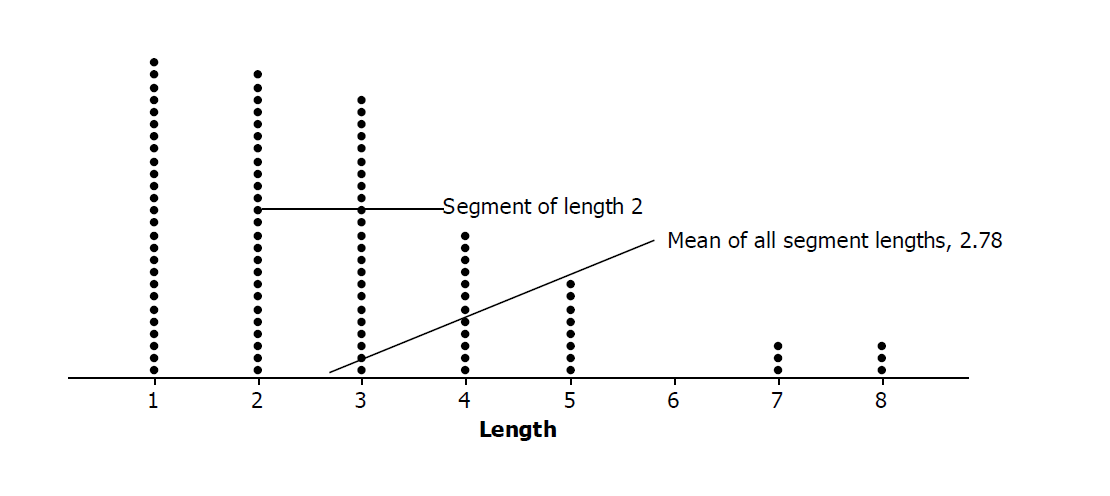 Segment of length 2
Mean of all segment lengths, 2.78
1 2 3 4 5 6 7 8
Length